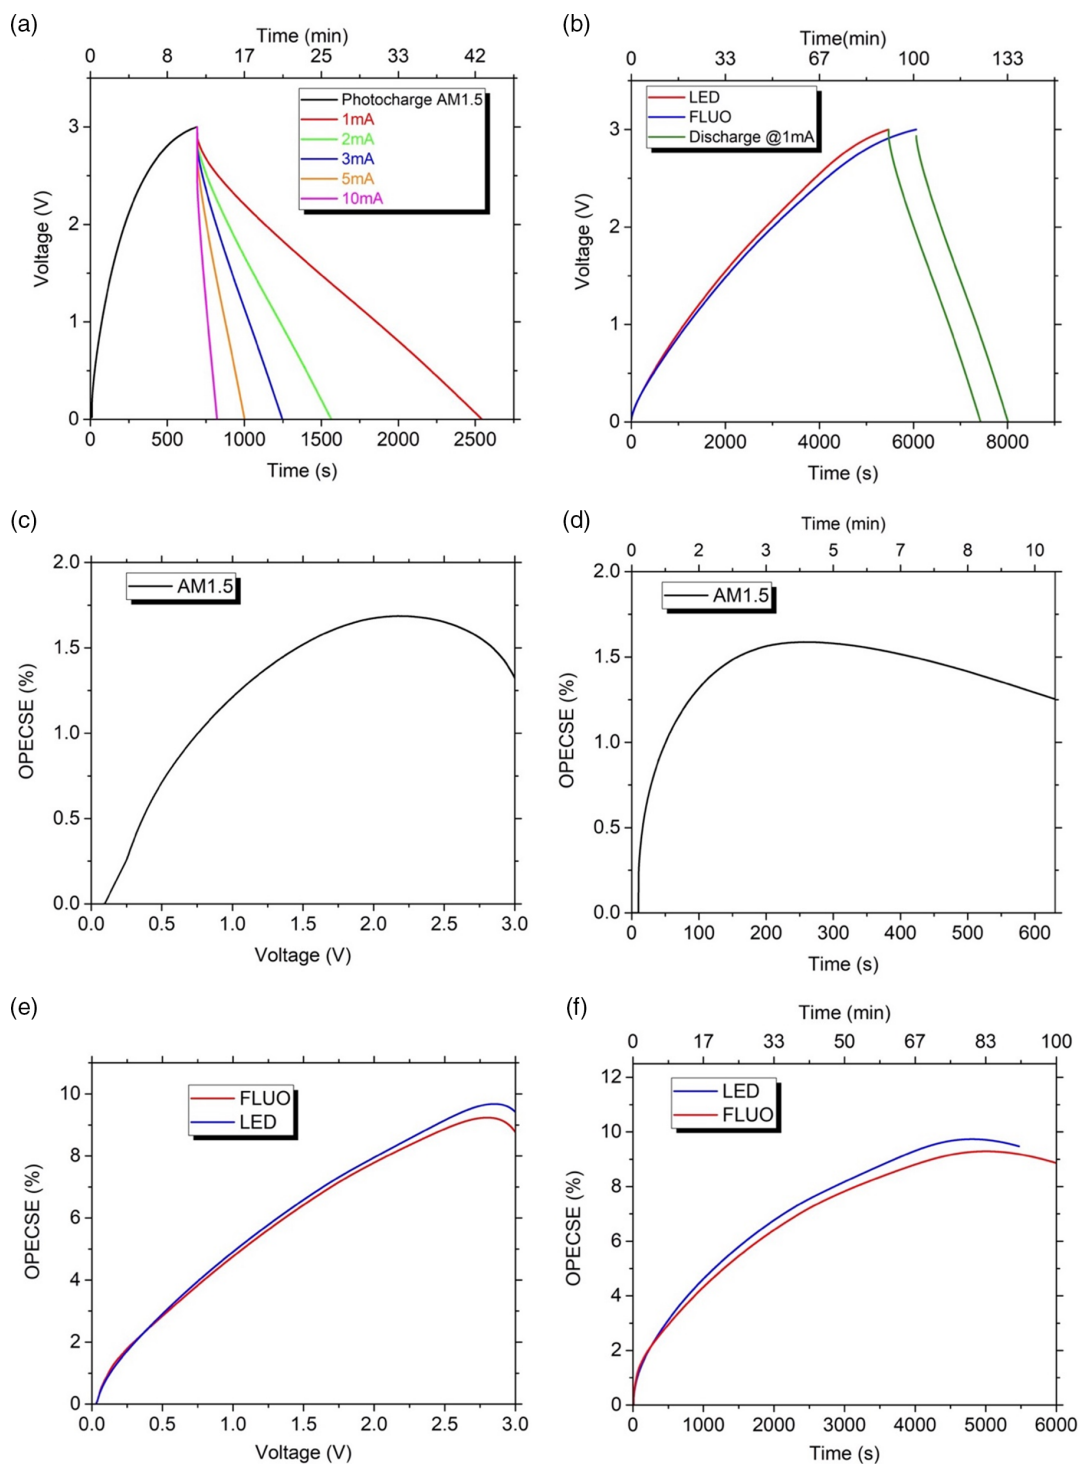 (a)
Time (min)
0 8 17 25 33 42
Photocharge AM1.5
1mA
2mA
3mA
5mA
10mA
Voltage (V)
3
2
1
0
0 500 1000 1500 2000 2500
Time (s)
(b)
Time(min)
0 33 67 100 133
LED
FLUO
Discharge @1mA
Voltage (V)
3
2
1
0
0 2000 4000 6000 8000
Time (s)
(c)
AM1.5
OPECSE (%)
2.0
1.5
1.0
0.5
0.0
0.0 0.5 1.0 1.5 2.0 2.5 3.0
Voltage (V)
(d)
Time (min)
0 2 3 5 7 8 10
AM1.5
OPECSE (%)
2.0
1.5
1.0
0.5
0.0
0 100 200 300 400 500 600
Time (s)
(e)
FLUO
LED
OPECSE (%)
10
8
6
4
2
0
0.0 0.5 1.0 1.5 2.0 2.5 3.0
Voltage (V)
(f)
Time (min)
0 17 33 50 67 83 100
LED
FLUO
OPECSE (%)
12
10
8
6
4
2
0
0 1000 2000 3000 4000 5000 6000
Time (s)